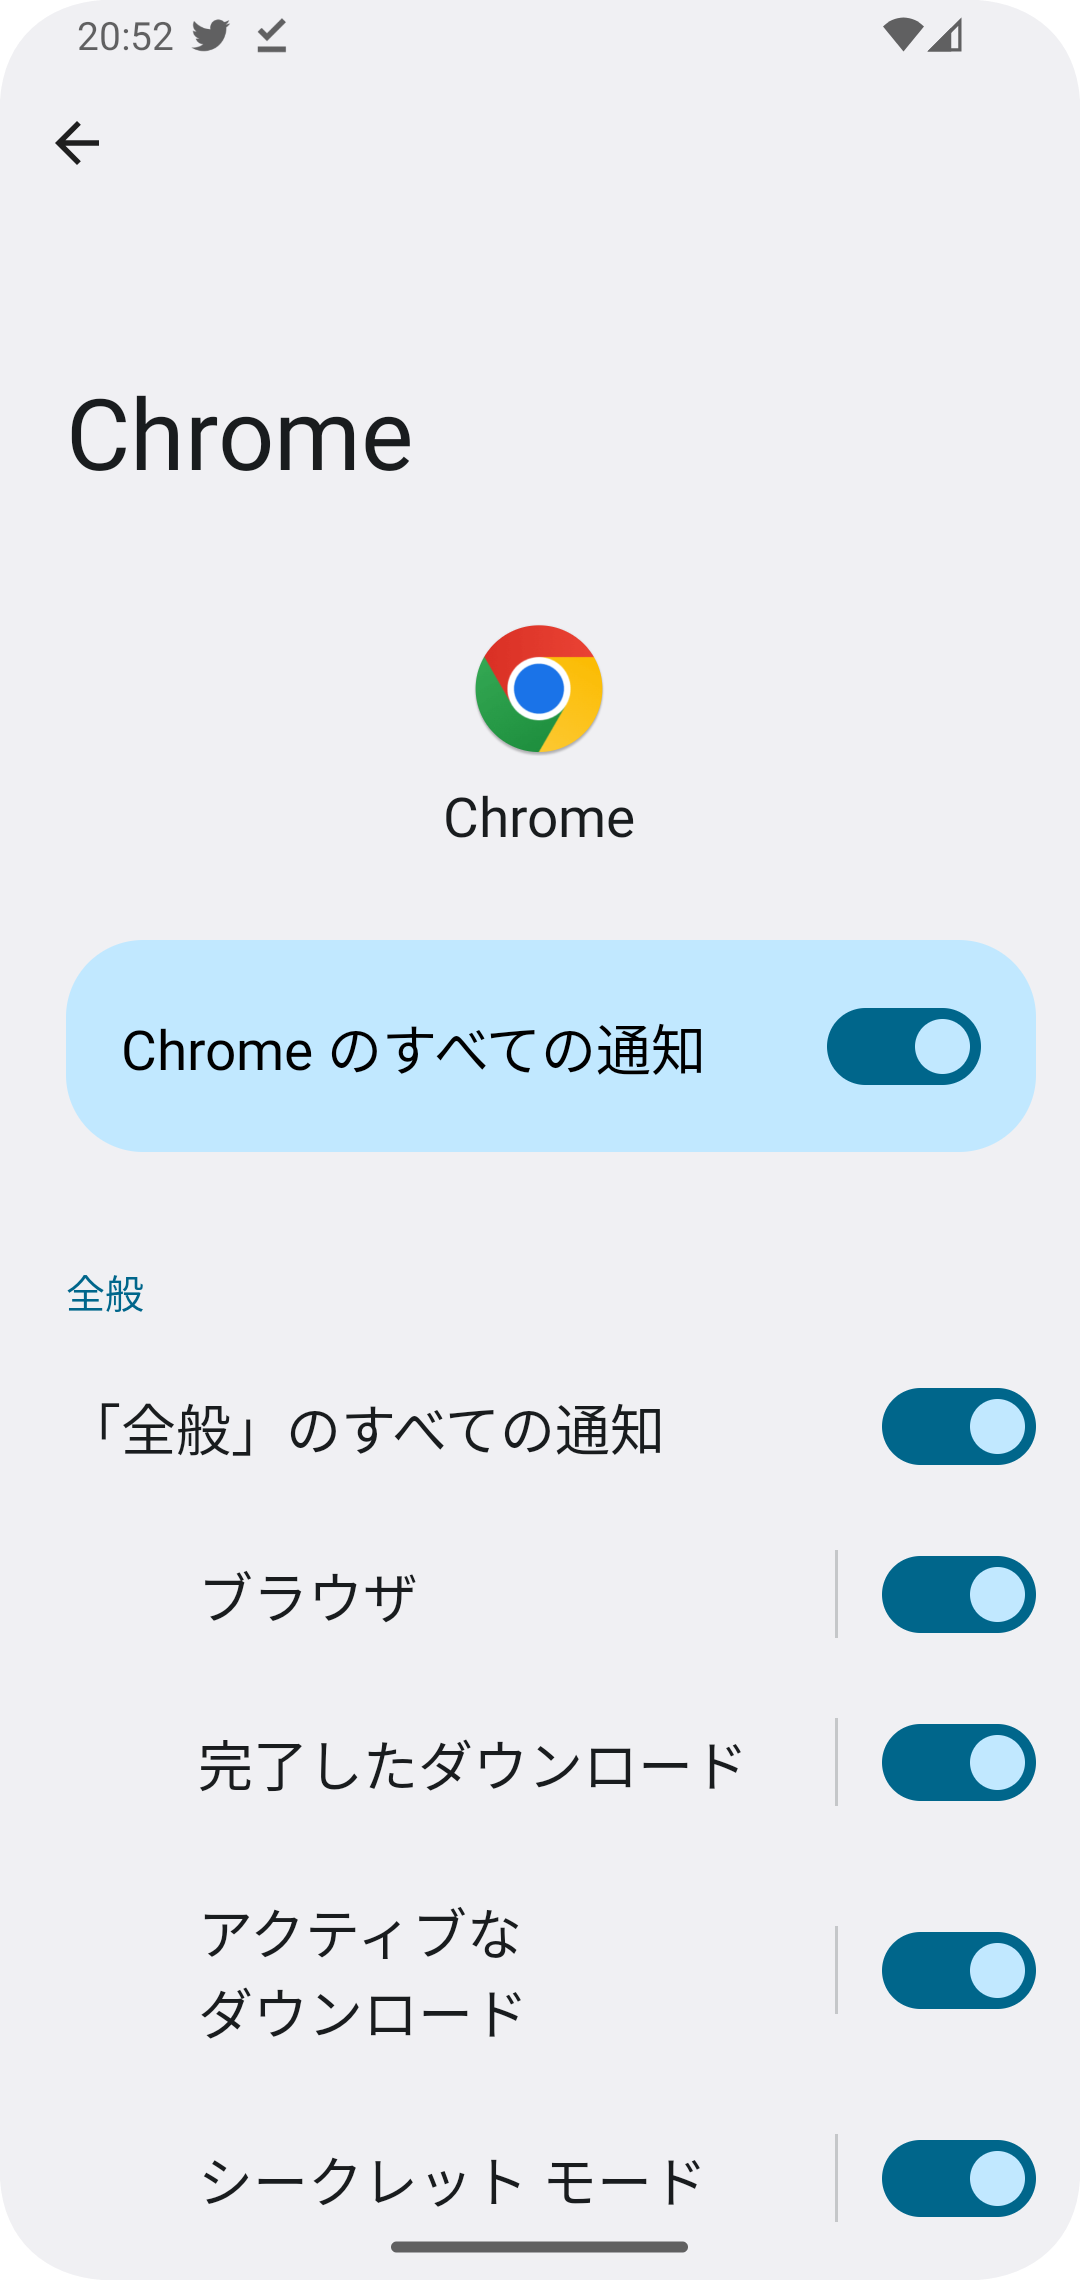 20:52
Chrome
Chrome
Chrome のすべての通知
全般
「全般」のすべての通知
ブラウザ
完了したダウンロード
アクティブな
ダウンロード
シークレット モード